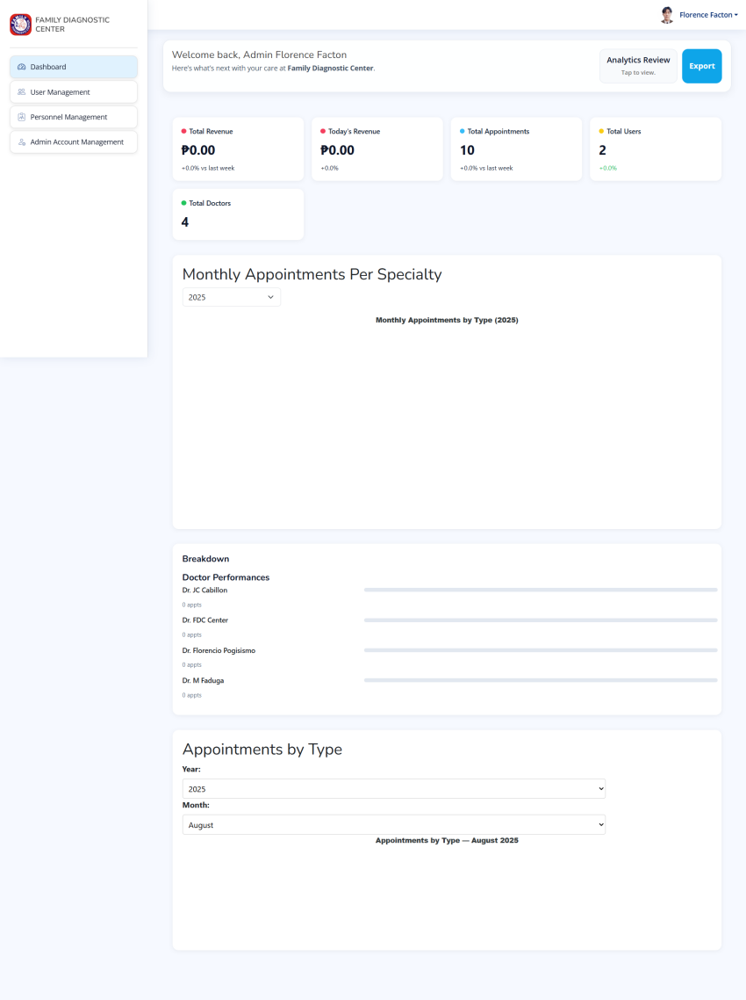 FAMILY DIAGNOSTIC
CENTER
Florence Facton
Dashboard
User Management
Personnel Management
Admin Account Management
Welcome back, Admin Florence Facton
Here's what's next with your care at Family Diagnostic Center.
Analytics Review
Tap to view.
Export
Total Revenue
₱0.00
+0.0% vs last week
Today's Revenue
₱0.00
+0.0%
Total Appointments
10
+0.0% vs last week
Total Users
2
+0.0%
Total Doctors
4
Monthly Appointments Per Specialty
2025
Monthly Appointments by Type (2025)
Breakdown
Doctor Performances
Dr. JC Cabillon
0 appts
Dr. FDC Center
0 appts
Dr. Florencio Pogisismo
0 appts
Dr. M Faduga
0 appts
Appointments by Type
Year:
2025
Month:
August
Appointments by Type — August 2025